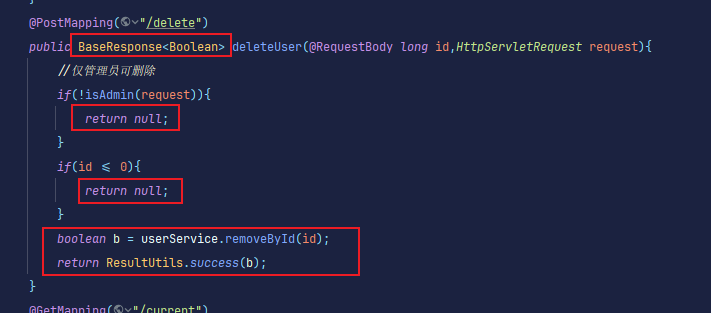 }
@PostMapping("/delete")
public BaseResponse<Boolean> deleteUser(@RequestBody long id,HttpServletRequest request){
//仅管理员可删除
if(!isAdmin(request)){
return null;
}
if(id <= 0){
return null;
}
boolean b = userService.removeById(id);
return ResultUtils.success(b);
}
@GetMapping("/current")